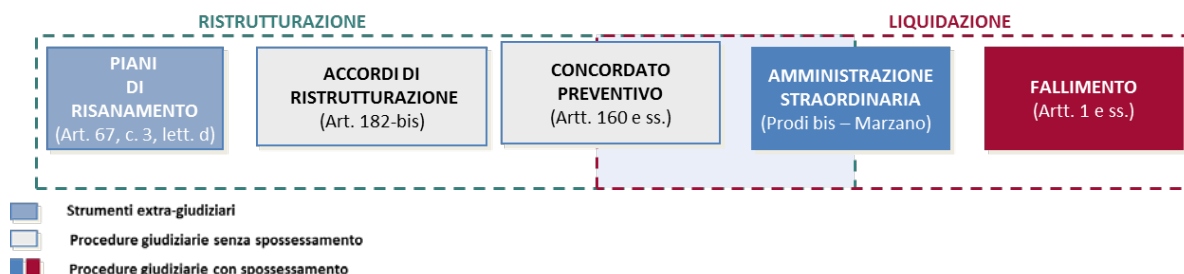 RISTRUTTURAZIONE
LIQUIDAZIONE
PIANI
DI
RISANAMENTO
(Art. 67, c. 3, lett. d)
ACCORDI DI
RISTRUTTURAZIONE
(Art. 182-bis)
CONCORDATO
PREVENTIVO
(Artt. 160 e ss.)
AMMINISTRAZIONE
STRAORDINARIA
(Prodi bis – Marzano)
FALLIMENTO
(Artt. 1 e ss.)
Strumenti extra-giudiziari
Procedure giudiziarie senza spossessamento
Procedure giudiziarie con spossessamento